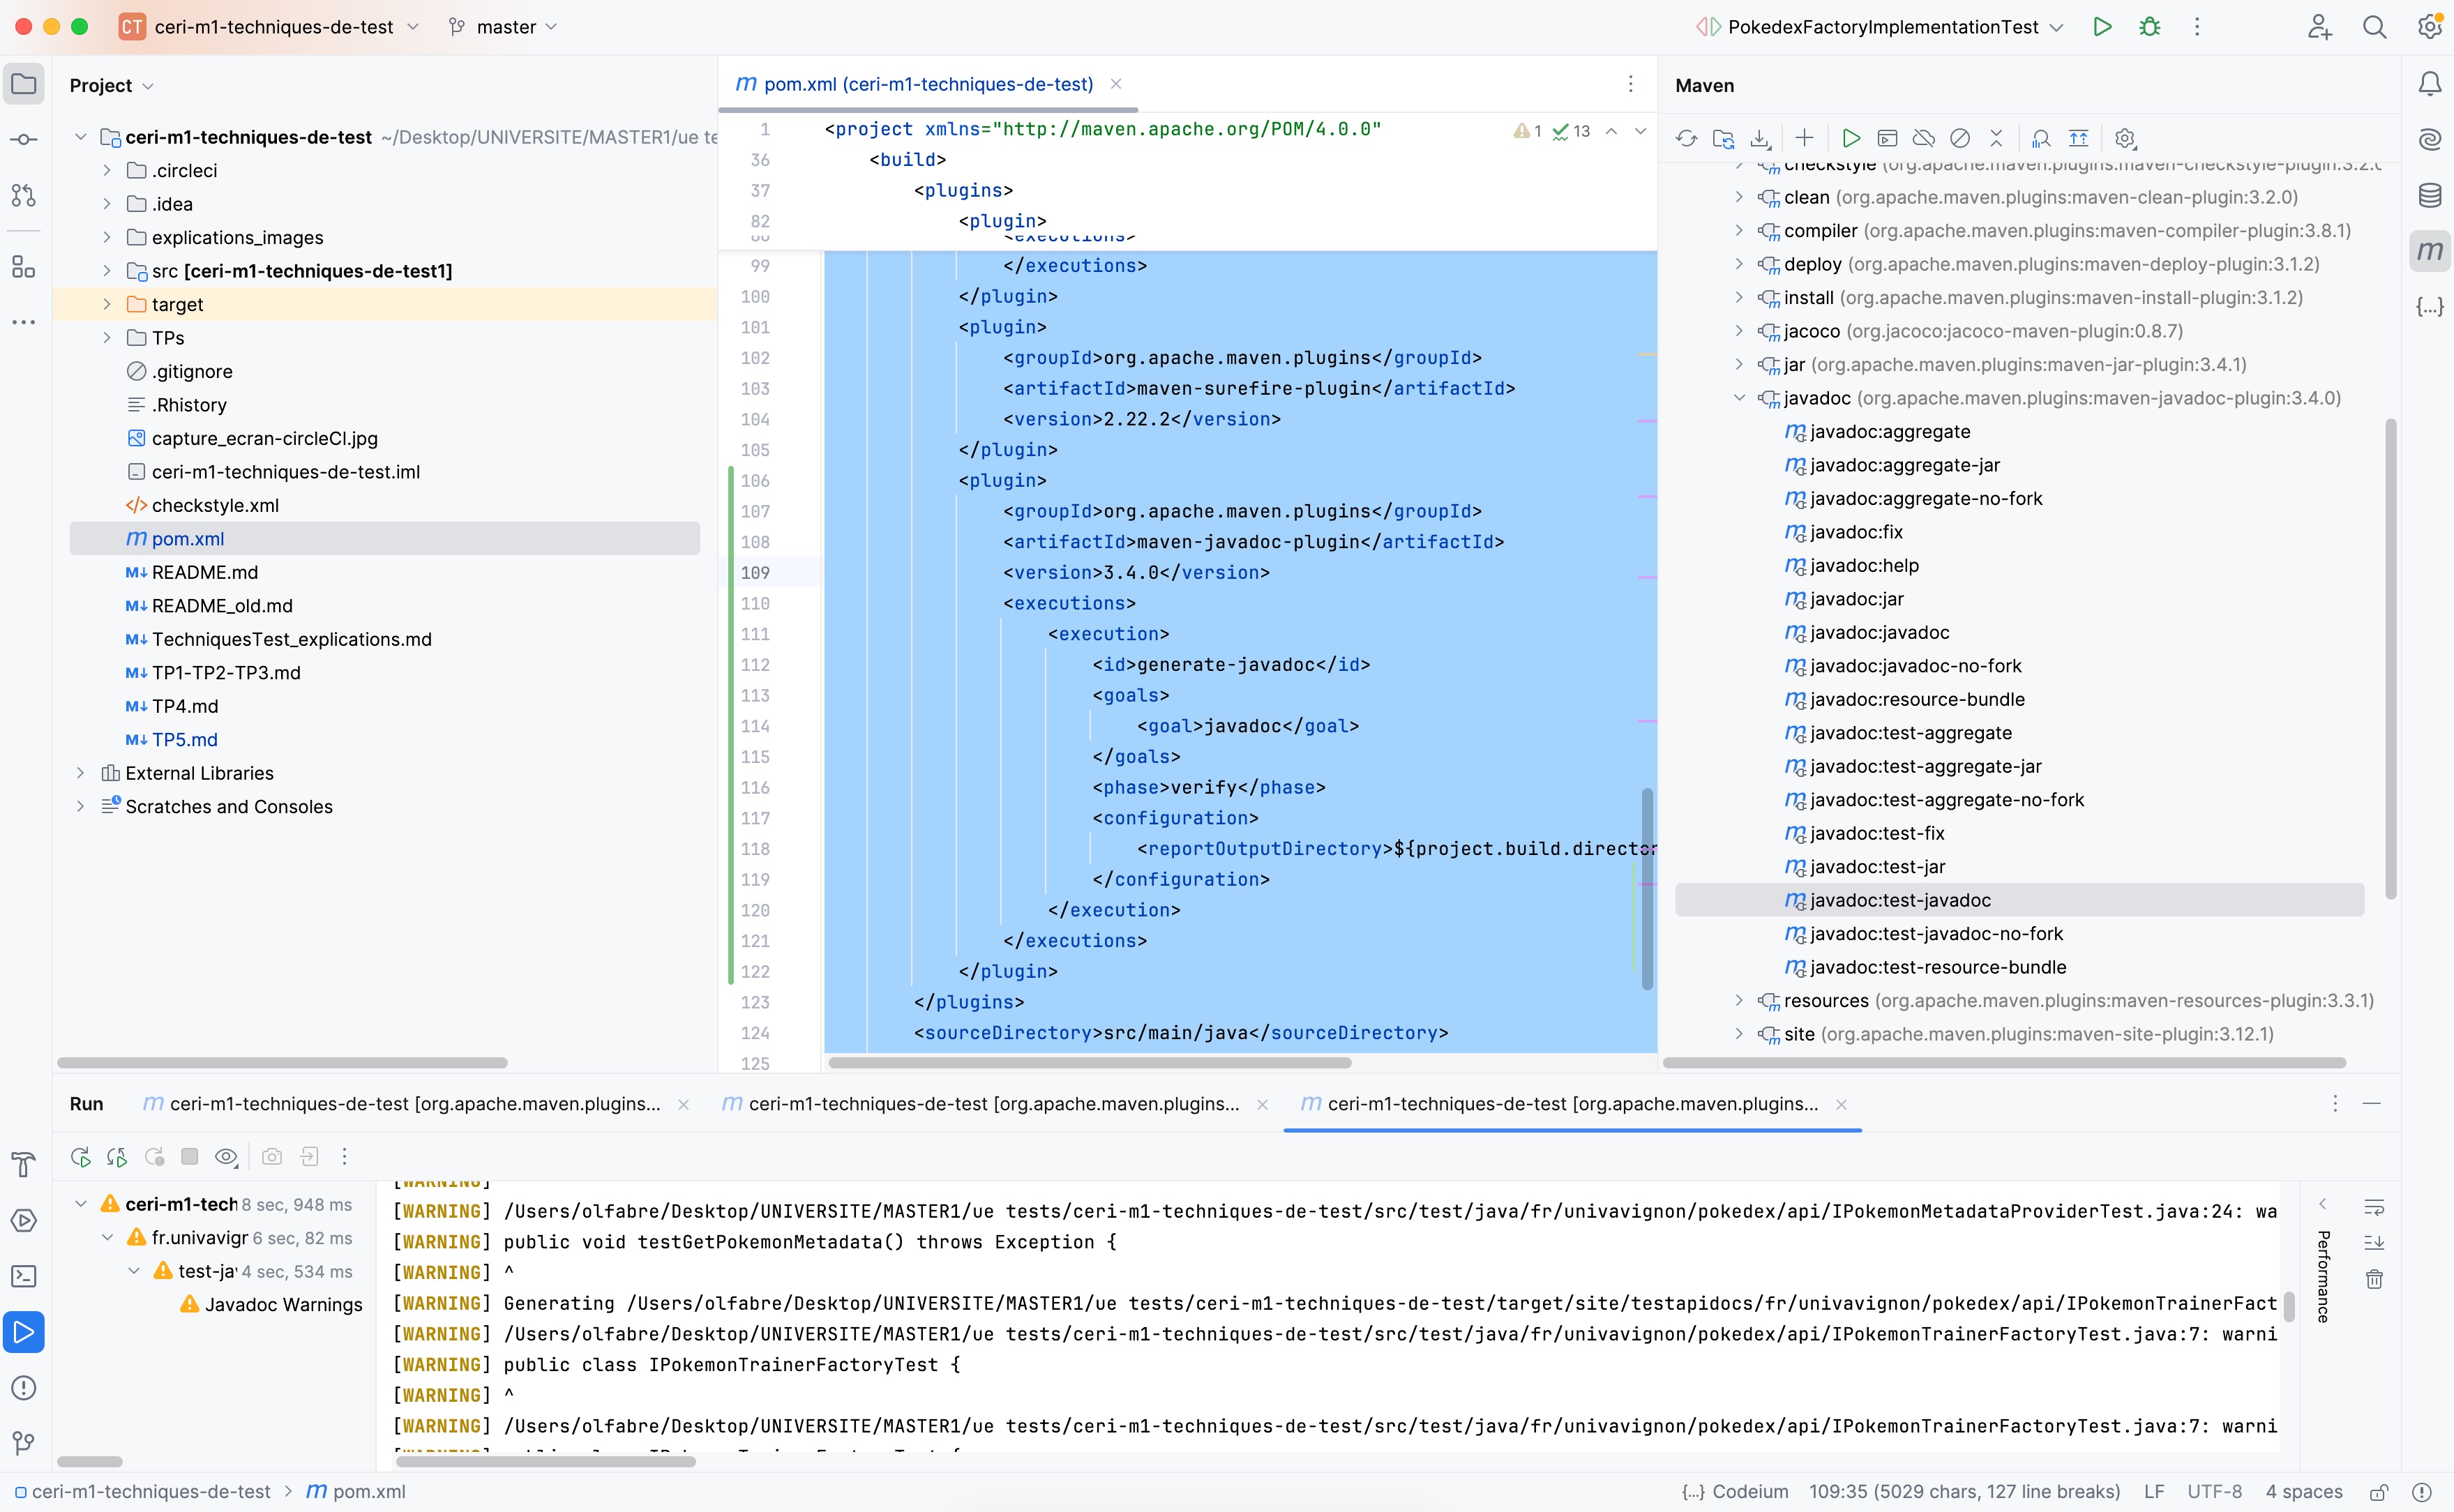 CT ceri-m1-techniques-de-test master PokedexFactoryImplementationTest
Project
ceri-m1-techniques-de-test ~/Desktop/UNIVERSITE/MASTER1/ue te
.circleci
.idea
explications_images
src [ceri-m1-techniques-de-test1]
target
TPs
.gitignore
.Rhistory
capture_ecran-circleCI.jpg
ceri-m1-techniques-de-test.iml
checkstyle.xml
pom.xml
README.md
README_old.md
TechniquesTest_explications.md
TP1-TP2-TP3.md
TP4.md
TP5.md
External Libraries
Scratches and Consoles
pom.xml (ceri-m1-techniques-de-test)
1 13
1 <project xmlns="http://maven.apache.org/POM/4.0.0"
36 <build>
37 <plugins>
82 <plugin>
<executions>
99 </executions>
100 </plugin>
101 <plugin>
102 <groupId>org.apache.maven.plugins</groupId>
103 <artifactId>maven-surefire-plugin</artifactId>
104 <version>2.22.2</version>
105 </plugin>
106 <plugin>
107 <groupId>org.apache.maven.plugins</groupId>
108 <artifactId>maven-javadoc-plugin</artifactId>
109 <version>3.4.0</version>
110 <executions>
111 <execution>
112 <id>generate-javadoc</id>
113 <goals>
114 <goal>javadoc</goal>
115 </goals>
116 <phase>verify</phase>
117 <configuration>
118 <reportOutputDirectory>${project.build.director
119 </configuration>
120 </execution>
121 </executions>
122 </plugin>
123 </plugins>
124 <sourceDirectory>src/main/java</sourceDirectory>
125
Maven
checkstyle (org.apache.maven.plugins:maven-checkstyle-plugin:3.2.0
clean (org.apache.maven.plugins:maven-clean-plugin:3.2.0)
compiler (org.apache.maven.plugins:maven-compiler-plugin:3.8.1)
deploy (org.apache.maven.plugins:maven-deploy-plugin:3.1.2)
install (org.apache.maven.plugins:maven-install-plugin:3.1.2)
jacoco (org.jacoco:jacoco-maven-plugin:0.8.7)
jar (org.apache.maven.plugins:maven-jar-plugin:3.4.1)
javadoc (org.apache.maven.plugins:maven-javadoc-plugin:3.4.0)
javadoc:aggregate
javadoc:aggregate-jar
javadoc:aggregate-no-fork
javadoc:fix
javadoc:help
javadoc:jar
javadoc:javadoc
javadoc:javadoc-no-fork
javadoc:resource-bundle
javadoc:test-aggregate
javadoc:test-aggregate-jar
javadoc:test-aggregate-no-fork
javadoc:test-fix
javadoc:test-jar
javadoc:test-javadoc
javadoc:test-javadoc-no-fork
javadoc:test-resource-bundle
resources (org.apache.maven.plugins:maven-resources-plugin:3.3.1)
site (org.apache.maven.plugins:maven-site-plugin:3.12.1)
Run ceri-m1-techniques-de-test [org.apache.maven.plugins... ceri-m1-techniques-de-test [org.apache.maven.plugins... ceri-m1-techniques-de-test [org.apache.maven.plugins...
ceri-m1-tech 8 sec, 948 ms
fr.univavigr 6 sec, 82 ms
test-ja 4 sec, 534 ms
Javadoc Warnings
[WARNING]
[WARNING] /Users/olfabre/Desktop/UNIVERSITE/MASTER1/ue tests/ceri-m1-techniques-de-test/src/test/java/fr/univavignon/pokedex/api/IPokemonMetadataProviderTest.java:24: wa
[WARNING] public void testGetPokemonMetadata() throws Exception {
[WARNING] ^
[WARNING] Generating /Users/olfabre/Desktop/UNIVERSITE/MASTER1/ue tests/ceri-m1-techniques-de-test/target/site/testapidocs/fr/univavignon/pokedex/api/IPokemonTrainerFact
[WARNING] /Users/olfabre/Desktop/UNIVERSITE/MASTER1/ue tests/ceri-m1-techniques-de-test/src/test/java/fr/univavignon/pokedex/api/IPokemonTrainerFactoryTest.java:7: warni
[WARNING] public class IPokemonTrainerFactoryTest {
[WARNING] ^
[WARNING] /Users/olfabre/Desktop/UNIVERSITE/MASTER1/ue tests/ceri-m1-techniques-de-test/src/test/java/fr/univavignon/pokedex/api/IPokemonTrainerFactoryTest.java:7: warni
Performance
ceri-m1-techniques-de-test > pom.xml {...} Codeium 109:35 (5029 chars, 127 line breaks) LF UTF-8 4 spaces